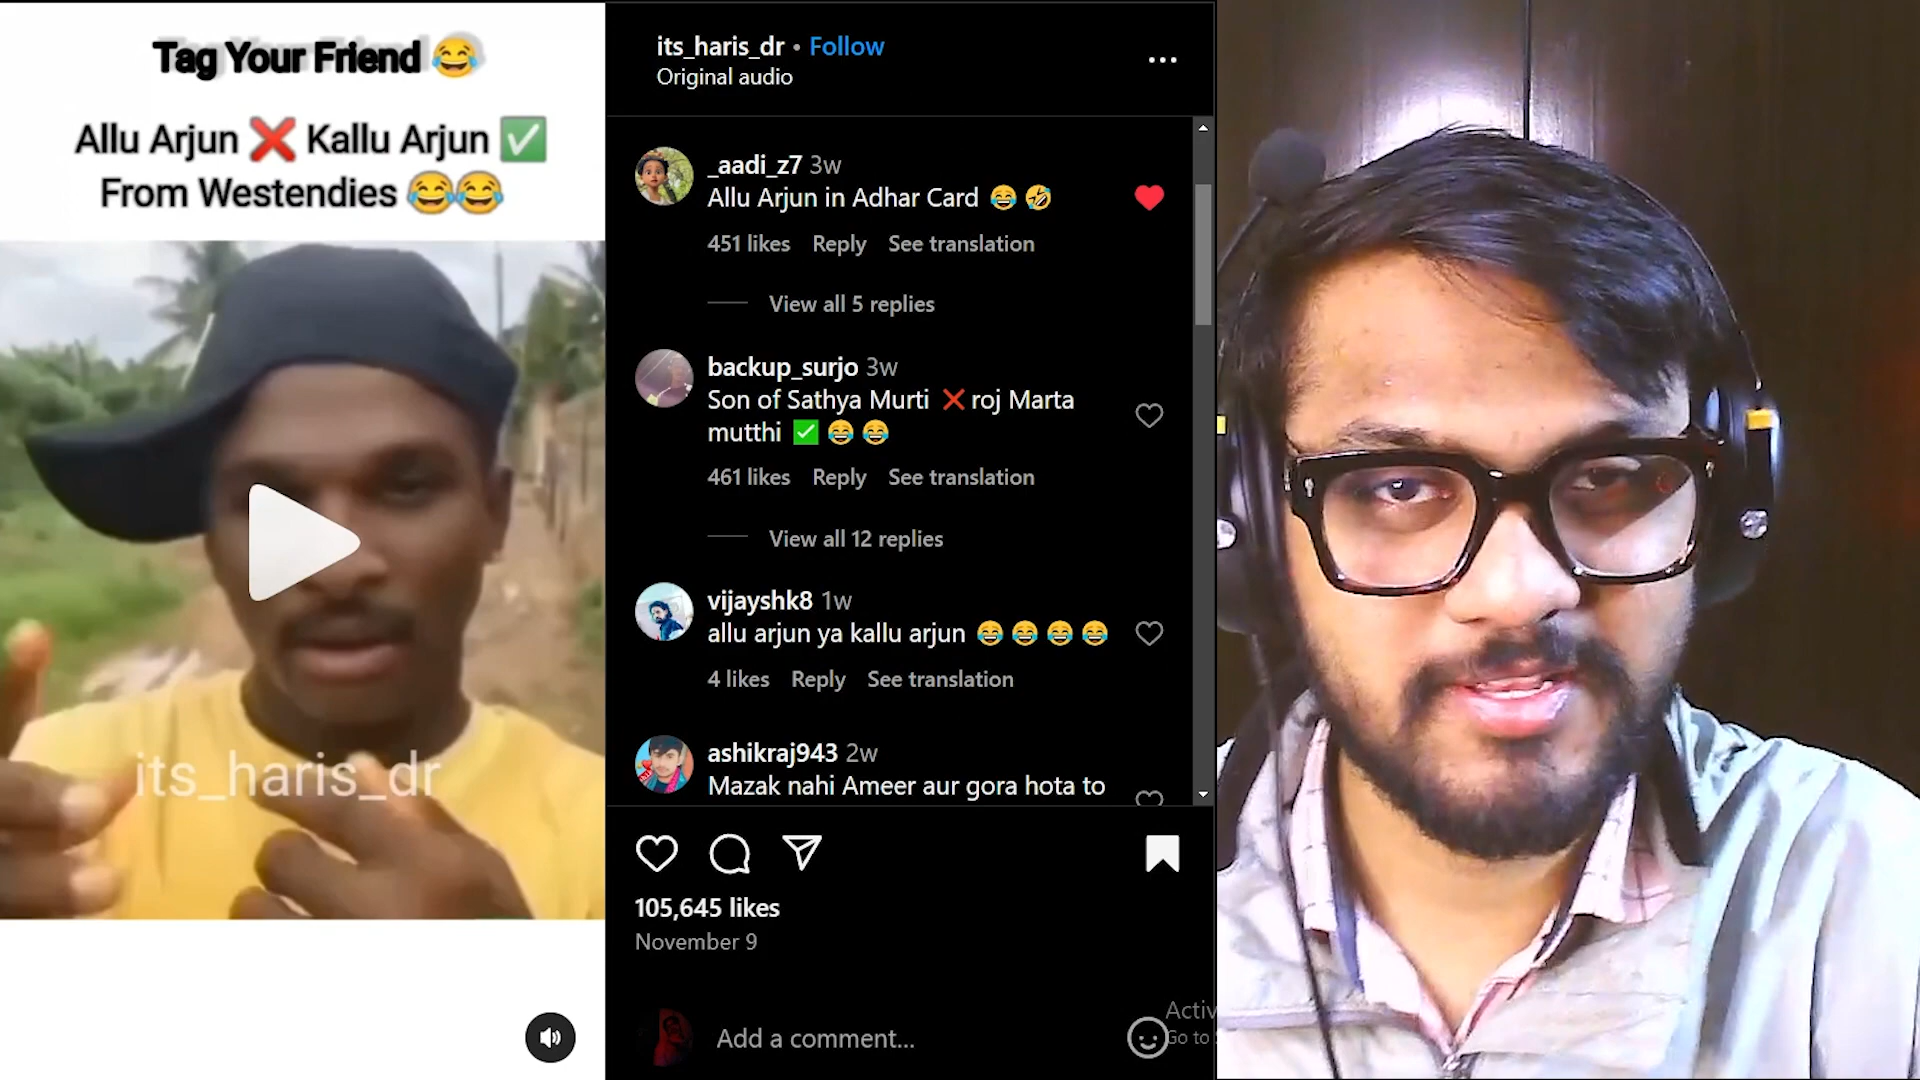 Tag Your Friend 😂
Allu Arjun ❌ Kallu Arjun ✅
From Westendies 😂😂
its_haris_dr
its_haris_dr • Follow
Original audio
_aadi_z7 3w
Allu Arjun in Adhar Card 😂 🤣
451 likes Reply See translation
View all 5 replies
backup_surjo 3w
Son of Sathya Murti ❌ roj Marta
mutthi ✅ 😂 😂
461 likes Reply See translation
View all 12 replies
vijayshk8 1w
allu arjun ya kallu arjun 😂 😂 😂 😂
4 likes Reply See translation
ashikraj943 2w
Mazak nahi Ameer aur gora hota to
105,645 likes
November 9
Add a comment...
Activ
Go to